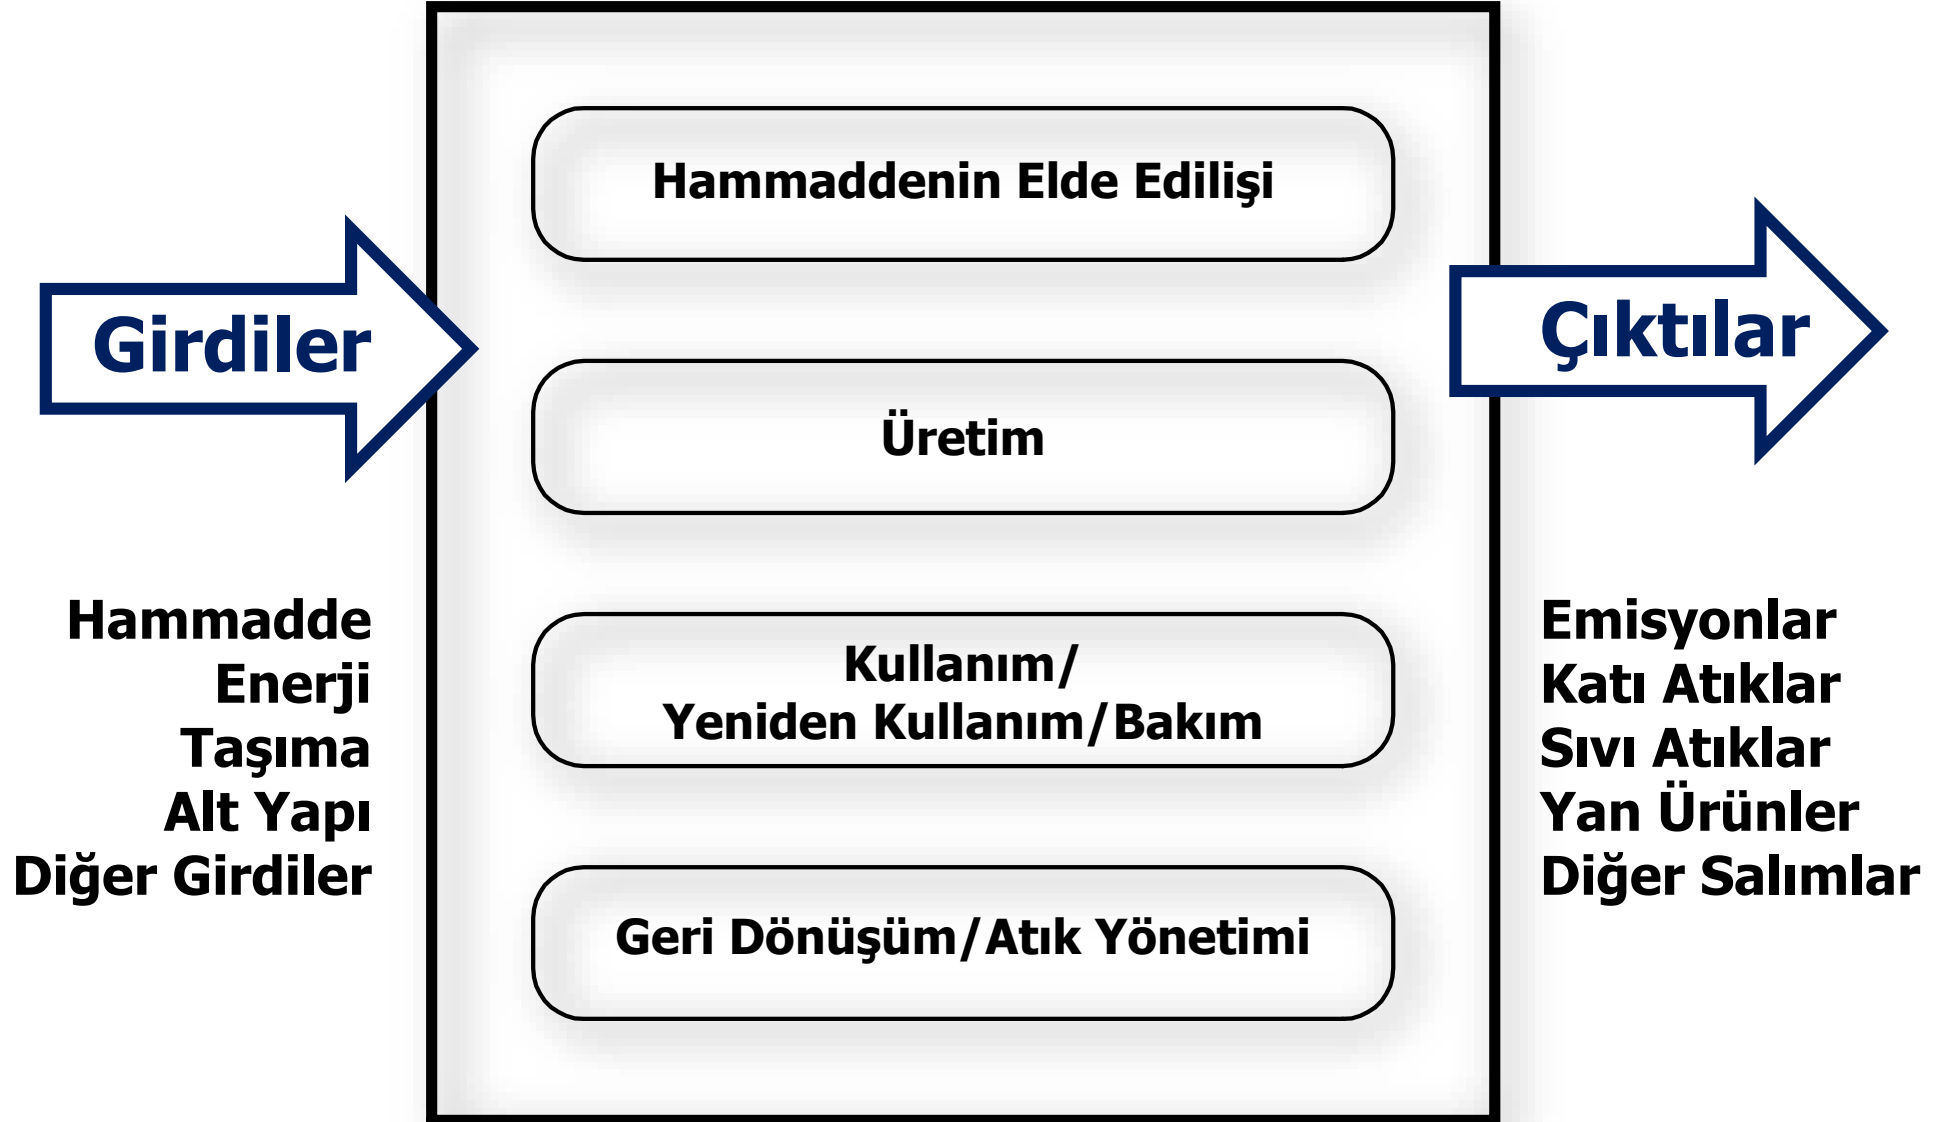 Girdiler
Hammadde
Enerji
Taşıma
Alt Yapı
Diğer Girdiler
Hammaddenin Elde Edilişi
Üretim
Kullanım/
Yeniden Kullanım/Bakım
Geri Dönüşüm/Atık Yönetimi
Çıktılar
Emisyonlar
Katı Atıklar
Sıvı Atıklar
Yan Ürünler
Diğer Salımlar